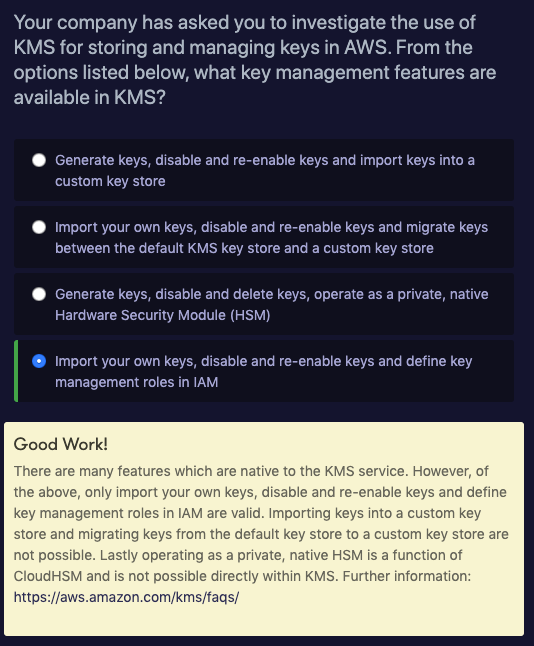 Your company has asked you to investigate the use of
KMS for storing and managing keys in AWS. From the
options listed below, what key management features are
available in KMS?
Generate keys, disable and re-enable keys and import keys into a
custom key store
Import your own keys, disable and re-enable keys and migrate keys
between the default KMS key store and a custom key store
Generate keys, disable and delete keys, operate as a private, native
Hardware Security Module (HSM)
Import your own keys, disable and re-enable keys and define key
management roles in IAM
Good Work!
There are many features which are native to the KMS service. However, of
the above, only import your own keys, disable and re-enable keys and define
key management roles in IAM are valid. Importing keys into a custom key
store and migrating keys from the default key store to a custom key store are
not possible. Lastly operating as a private, native HSM is a function of
CloudHSM and is not possible directly within KMS. Further information:
https://aws.amazon.com/kms/faqs/